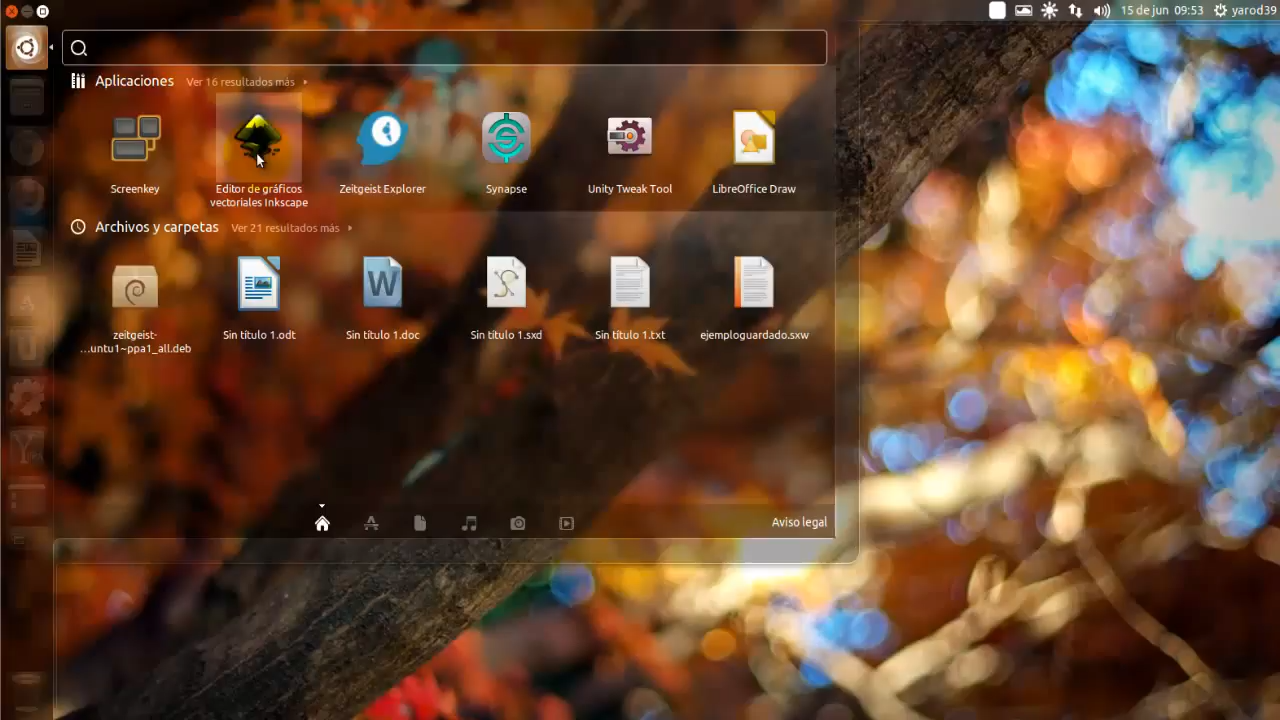 15 de jun 09:53 yarod39
Aplicaciones Ver 16 resultados más
Screenkey
Editor de gráficos
vectoriales Inkscape
Zeitgeist Explorer
Synapse
Unity Tweak Tool
LibreOffice Draw
Archivos y carpetas Ver 21 resultados más
zeitgeist-
...untu1~ppa1_all.deb
Sin título 1.odt
Sin título 1.doc
Sin título 1.sxd
Sin título 1.txt
ejemploguardado.sxw
Aviso legal